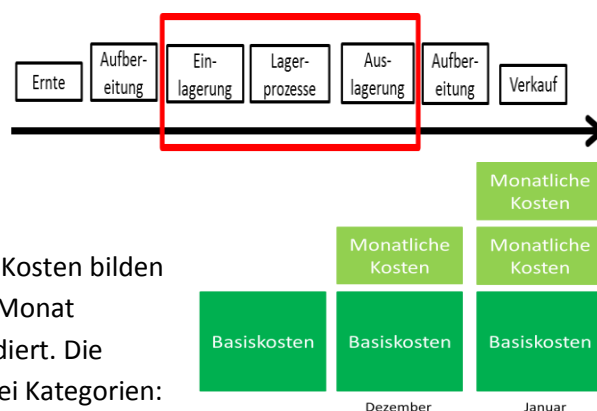 Ernte
Aufber-
eitung
Ein-
lagerung
Lager-
prozesse
Aus-
lagerung
Aufber-
eitung
Verkauf
Kosten bilden
Monat
diert. Die
ei Kategorien:
Monatliche
Kosten
Monatliche
Kosten
Monatliche
Kosten
Basiskosten
Basiskosten
Basiskosten
Dezember
Januar